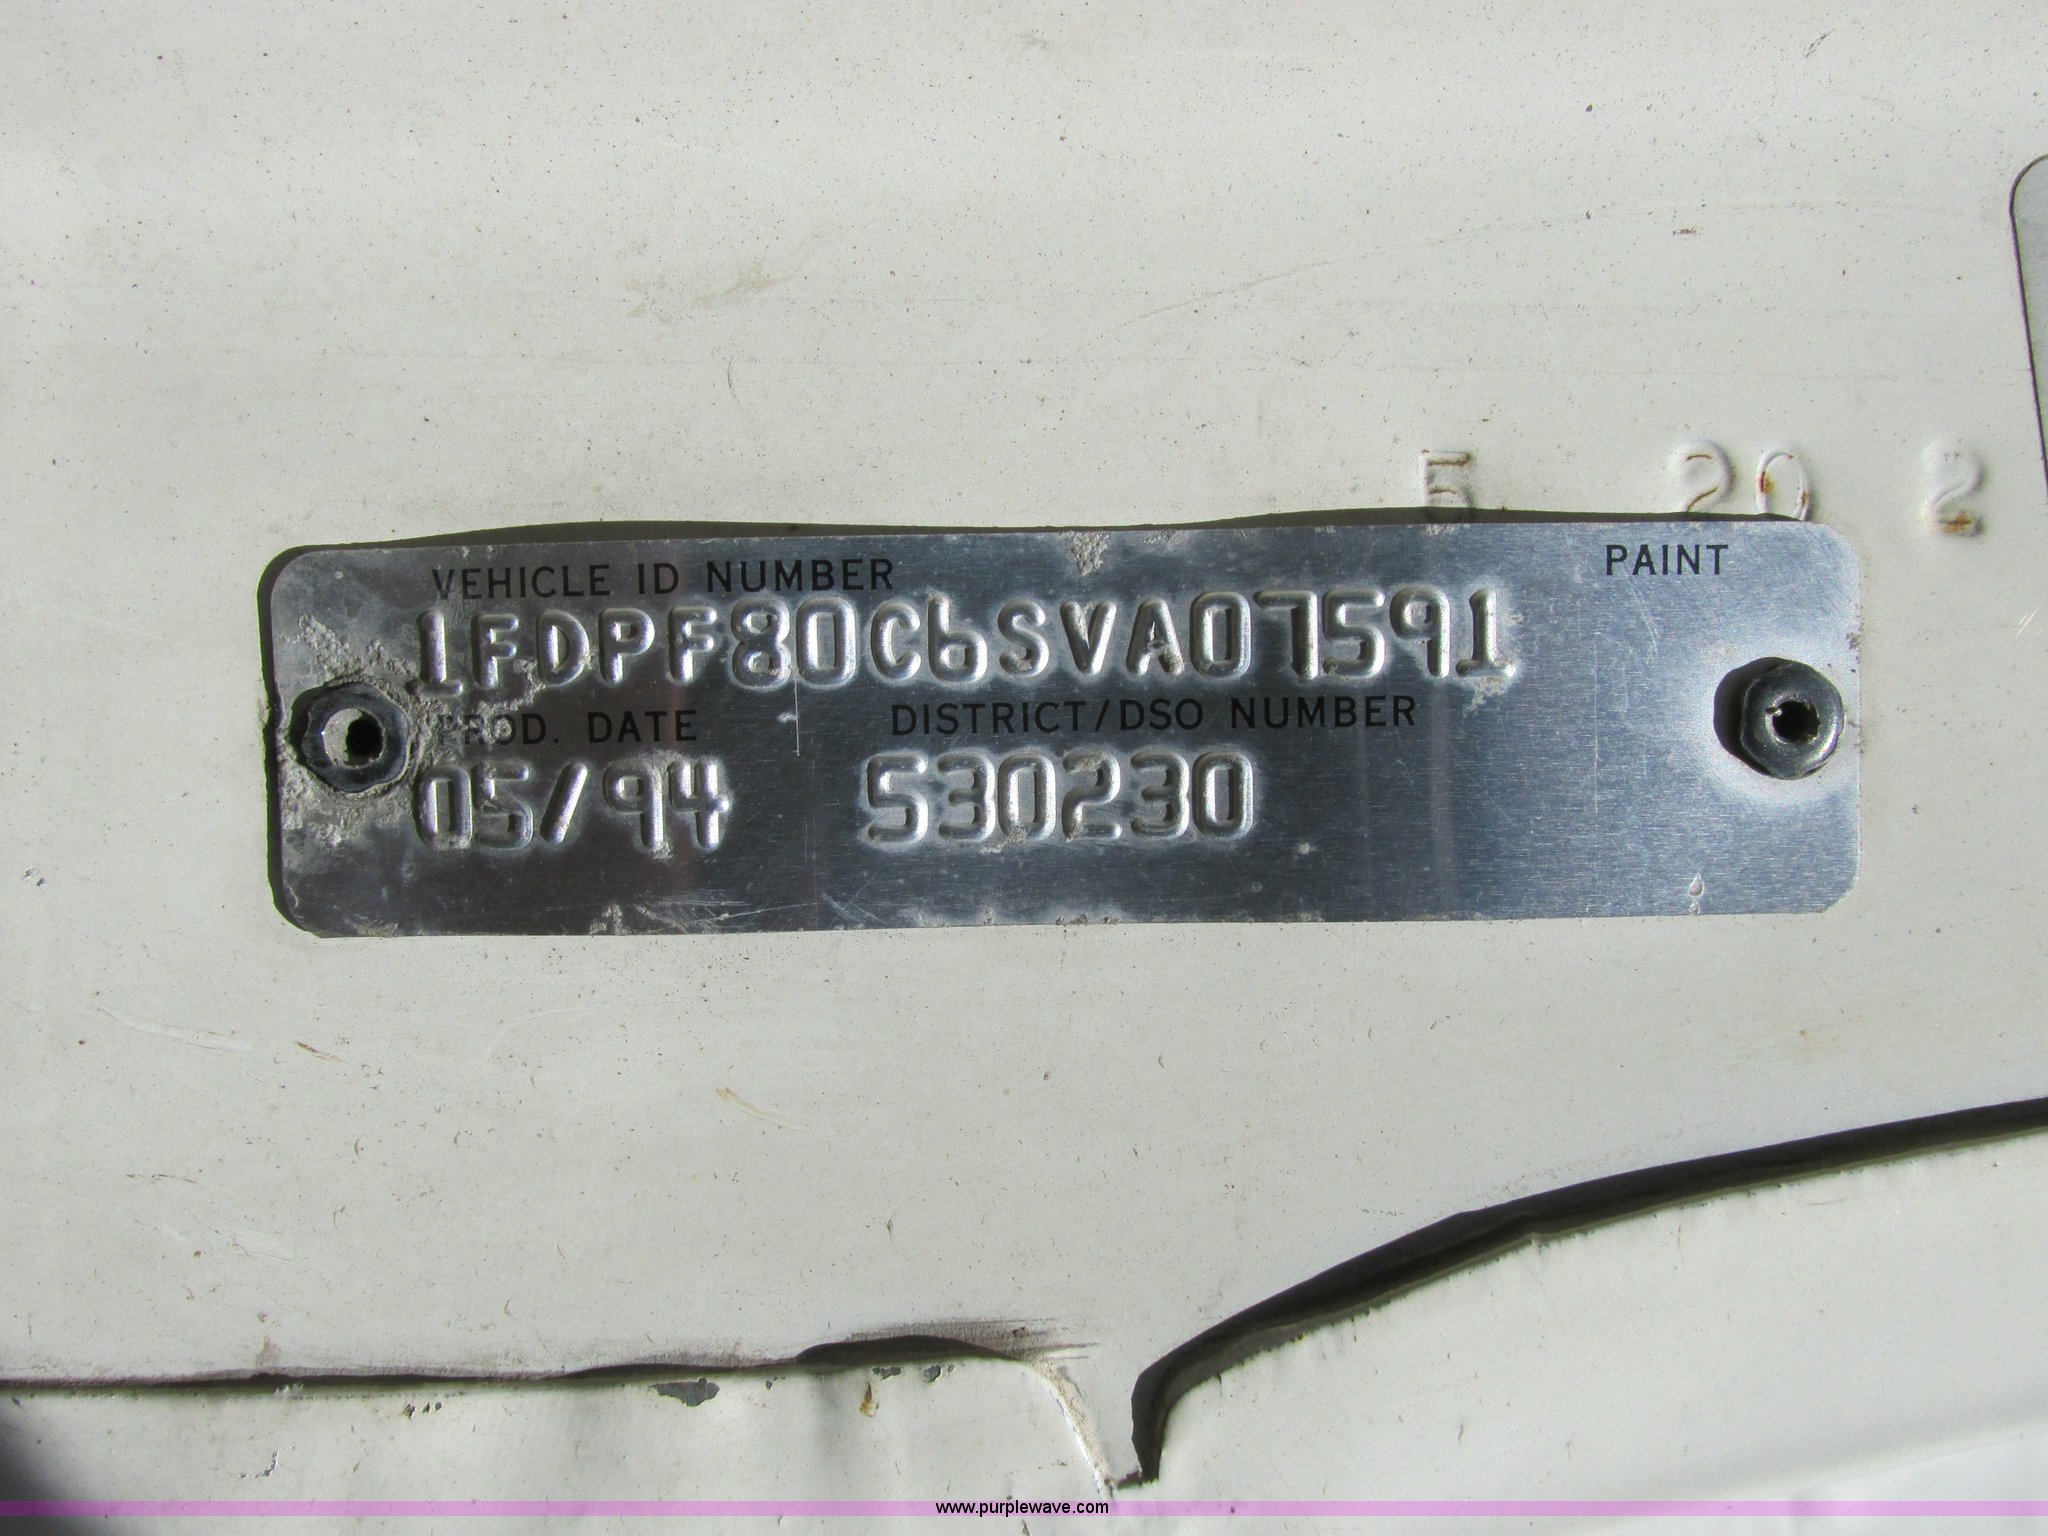 5 20 2
VEHICLE ID NUMBER PAINT
1FDPF80C6SVA07591
PROD. DATE DISTRICT/DSO NUMBER
05/94 530230
www.purplewave.com